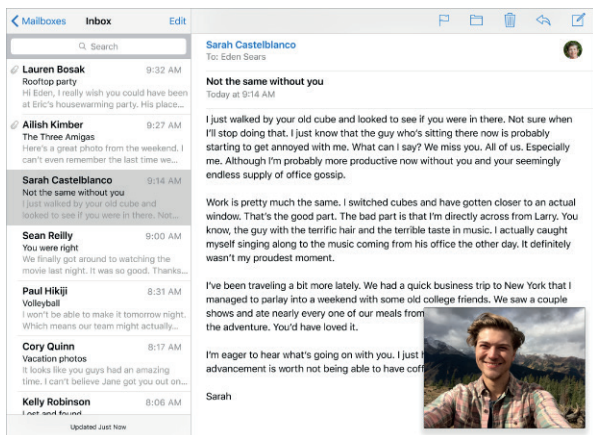 Mailboxes
Inbox
Edit
Search
Lauren Bosak 9:32 AM
Rooftop party
Hi Eden, I really wish you could have been
at Eric's housewarming party. His place...
Ailish Kimber 9:27 AM
The Three Amigas
Here's a great photo from the weekend. I
can't even remember the last time we...
Sarah Castelblanco 9:14 AM
Not the same without you
I just walked by your old cube and
looked to see if you were in there. Not...
Sean Reilly 9:00 AM
You were right
We finally got around to watching the
movie last night. It was so good. Thanks...
Paul Hikiji 8:31 AM
Volleyball
I won't be able to make it tomorrow night.
Which means our team might actually...
Cory Quinn 8:17 AM
Vacation photos
It looks like you guys had an amazing
time. I can't believe Jane got you out on...
Kelly Robinson 8:06 AM
Lost and found
Updated Just Now
Sarah Castelblanco
To: Eden Sears
Not the same without you
Today at 9:14 AM
I just walked by your old cube and looked to see if you were in there. Not sure when
I'll stop doing that. I just know that the guy who's sitting there now is probably
starting to get annoyed with me. What can I say? We miss you. All of us. Especially
me. Although I'm probably more productive now without you and your seemingly
endless supply of office gossip.
Work is pretty much the same. I switched cubes and have gotten closer to an actual
window. That's the good part. The bad part is that I'm directly across from Larry. You
know, the guy with the terrific hair and the terrible taste in music. I actually caught
myself singing along to the music coming from his office the other day. It definitely
wasn't my proudest moment.
I've been traveling a bit more lately. We had a quick business trip to New York that I
managed to parlay into a weekend with some old college friends. We saw a couple
shows and ate nearly every one of our meals from
the adventure. You'd have loved it.
I'm eager to hear what's going on with you. I just
advancement is worth not being able to have
Sarah